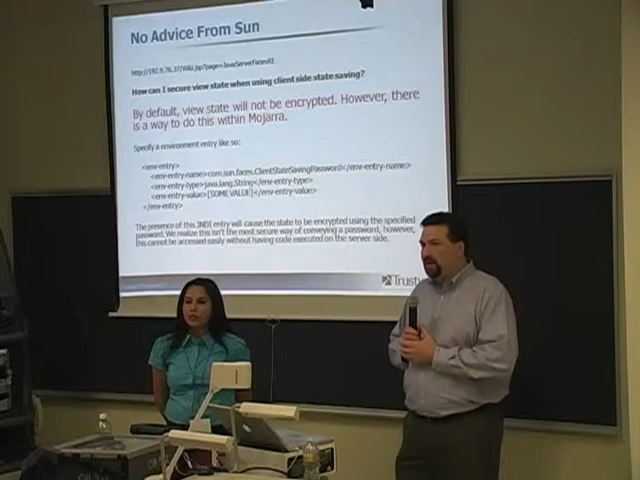 No Advice From Sun
http://192.9.76.37/Wiki.jsp?page=JavaServerFacesRI
How can I secure view state when using client side state saving?
By default, view state will not be encrypted. However, there
is a way to do this within Mojarra.
Specify a environment entry like so:
<env-entry>
<env-entry-name>com.sun.faces.ClientStateSavingPassword</env-entry-name>
<env-entry-type>java.lang.String</env-entry-type>
<env-entry-value>[SOME VALUE]</env-entry-value>
</env-entry>
The presence of this JNDI entry will cause the state to be encrypted using the specified
password. We realize this isn't the most secure way of conveying a password, however,
this cannot be accessed easily without having code executed on the server side.
Trustw